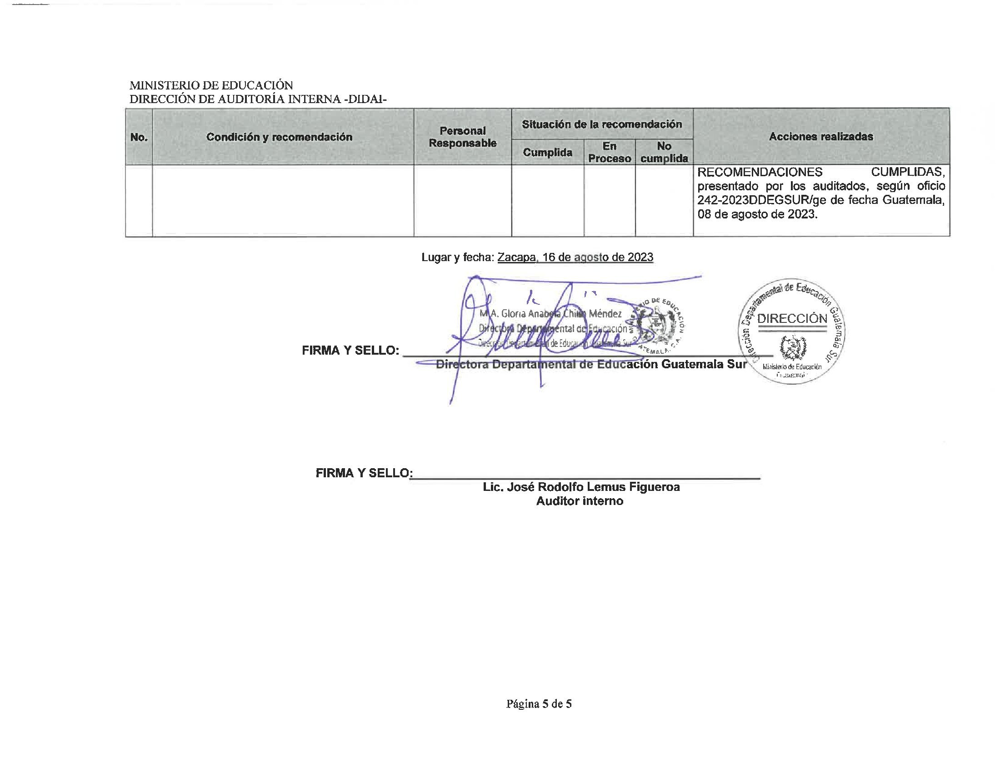 MINISTERIO DE EDUCACIÓN
DIRECCIÓN DE AUDITORÍA INTERNA -DIDAI-
No.
Condición y recomendación
Personal
Responsable
Situación de la recomendación
Cumplida
En
Proceso
No
cumplida
Acciones realizadas
RECOMENDACIONES CUMPLIDAS,
presentado por los auditados, según oficio
242-2023DDEGSUR/ge de fecha Guatemala,
08 de agosto de 2023.
Lugar y fecha: Zacapa, 16 de agosto de 2023
M.A. Gloria Anabela Méndez
Directora Departamental de Educación
Dirección Departamental de Educación Guatemala Sur
MINISTERIO DE EDUCACIÓN
GUATEMALA, C.A.
Dirección Departamental de Educación Guatemala Sur
DIRECCIÓN
Ministerio de Educación
Guatemala
FIRMA Y SELLO:
Directora Departamental de Educación Guatemala Sur
FIRMA Y SELLO:
Lic. José Rodolfo Lemus Figueroa
Auditor interno
Página 5 de 5